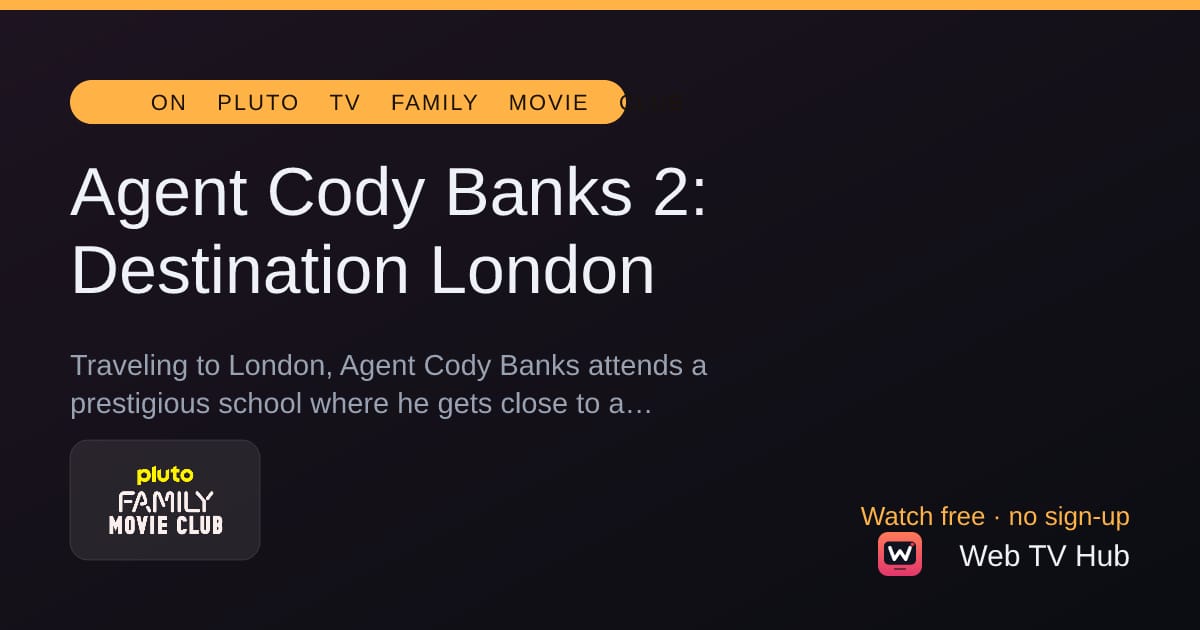 ON PLUTO TV FAMILY MOVIE
Agent Cody Banks 2:
Destination London
Traveling to London, Agent Cody Banks attends a
prestigious school where he gets close to a…
pluto
FAMILY
MOVIE CLUB
Watch free · no sign-up
W
Web TV Hub